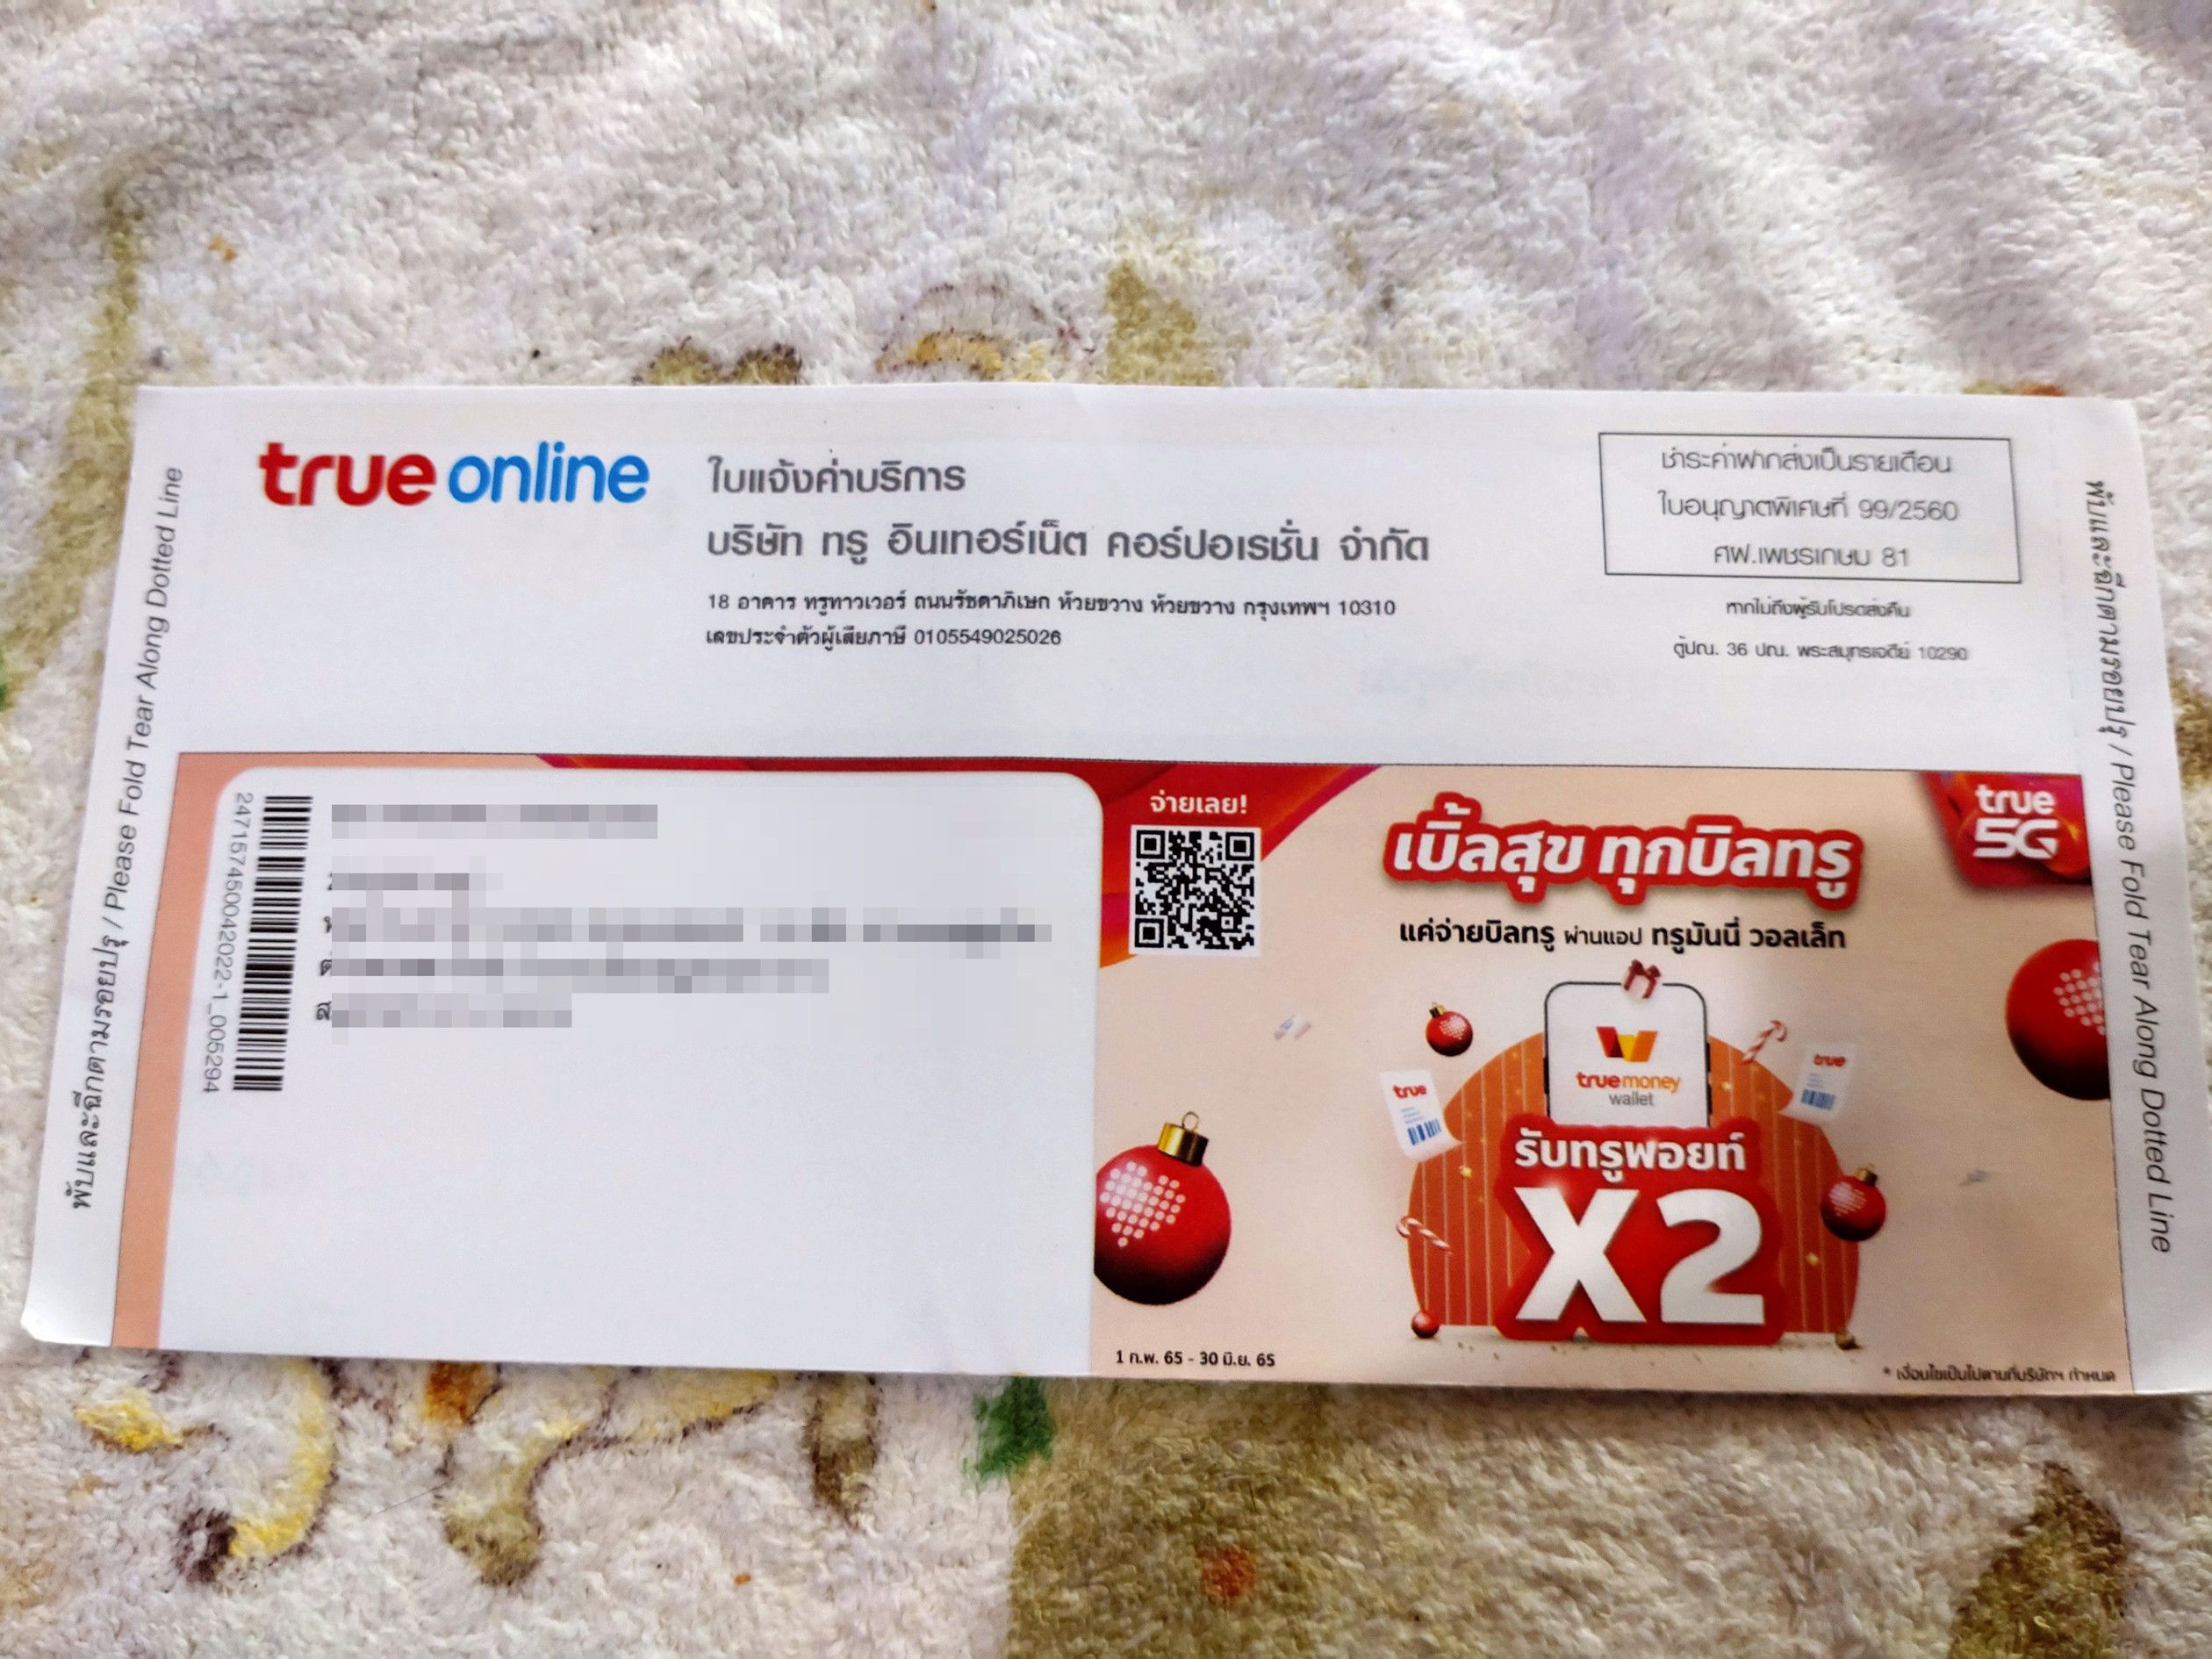 true online
ใบแจ้งค่าบริการ
บริษัท ทรู อินเทอร์เน็ต คอร์ปอเรชั่น จำกัด
18 อาคาร ทรูทาวเวอร์ ถนนรัชดาภิเษก ห้วยขวาง ห้วยขวาง กรุงเทพฯ 10310
เลขประจำตัวผู้เสียภาษี 0105549025026
ชำระค่าฝากส่งเป็นรายเดือน
ใบอนุญาตพิเศษที่ 99/2560
ศฟ.เพชรเกษม 81
หากไม่ถึงผู้รับโปรดส่งคืน
ตู้ปณ. 36 ปณ. พระสมุทรเจดีย์ 10290
พับและฉีกตามรอยปรุ / Please Fold Tear Along Dotted Line
พับและฉีกตามรอยปรุ / Please Fold Tear Along Dotted Line
247157450042022-1_005294
จ่ายเลย!
เบิ้ลสุข ทุกบิลทรู
แค่จ่ายบิลทรู ผ่านแอป ทรูมันนี่ วอลเล็ท
true
5G
true money
wallet
true
true
รับทรูพอยท์
X2
1 ก.พ. 65 - 30 มิ.ย. 65
* เงื่อนไขเป็นไปตามที่บริษัทฯ กำหนด